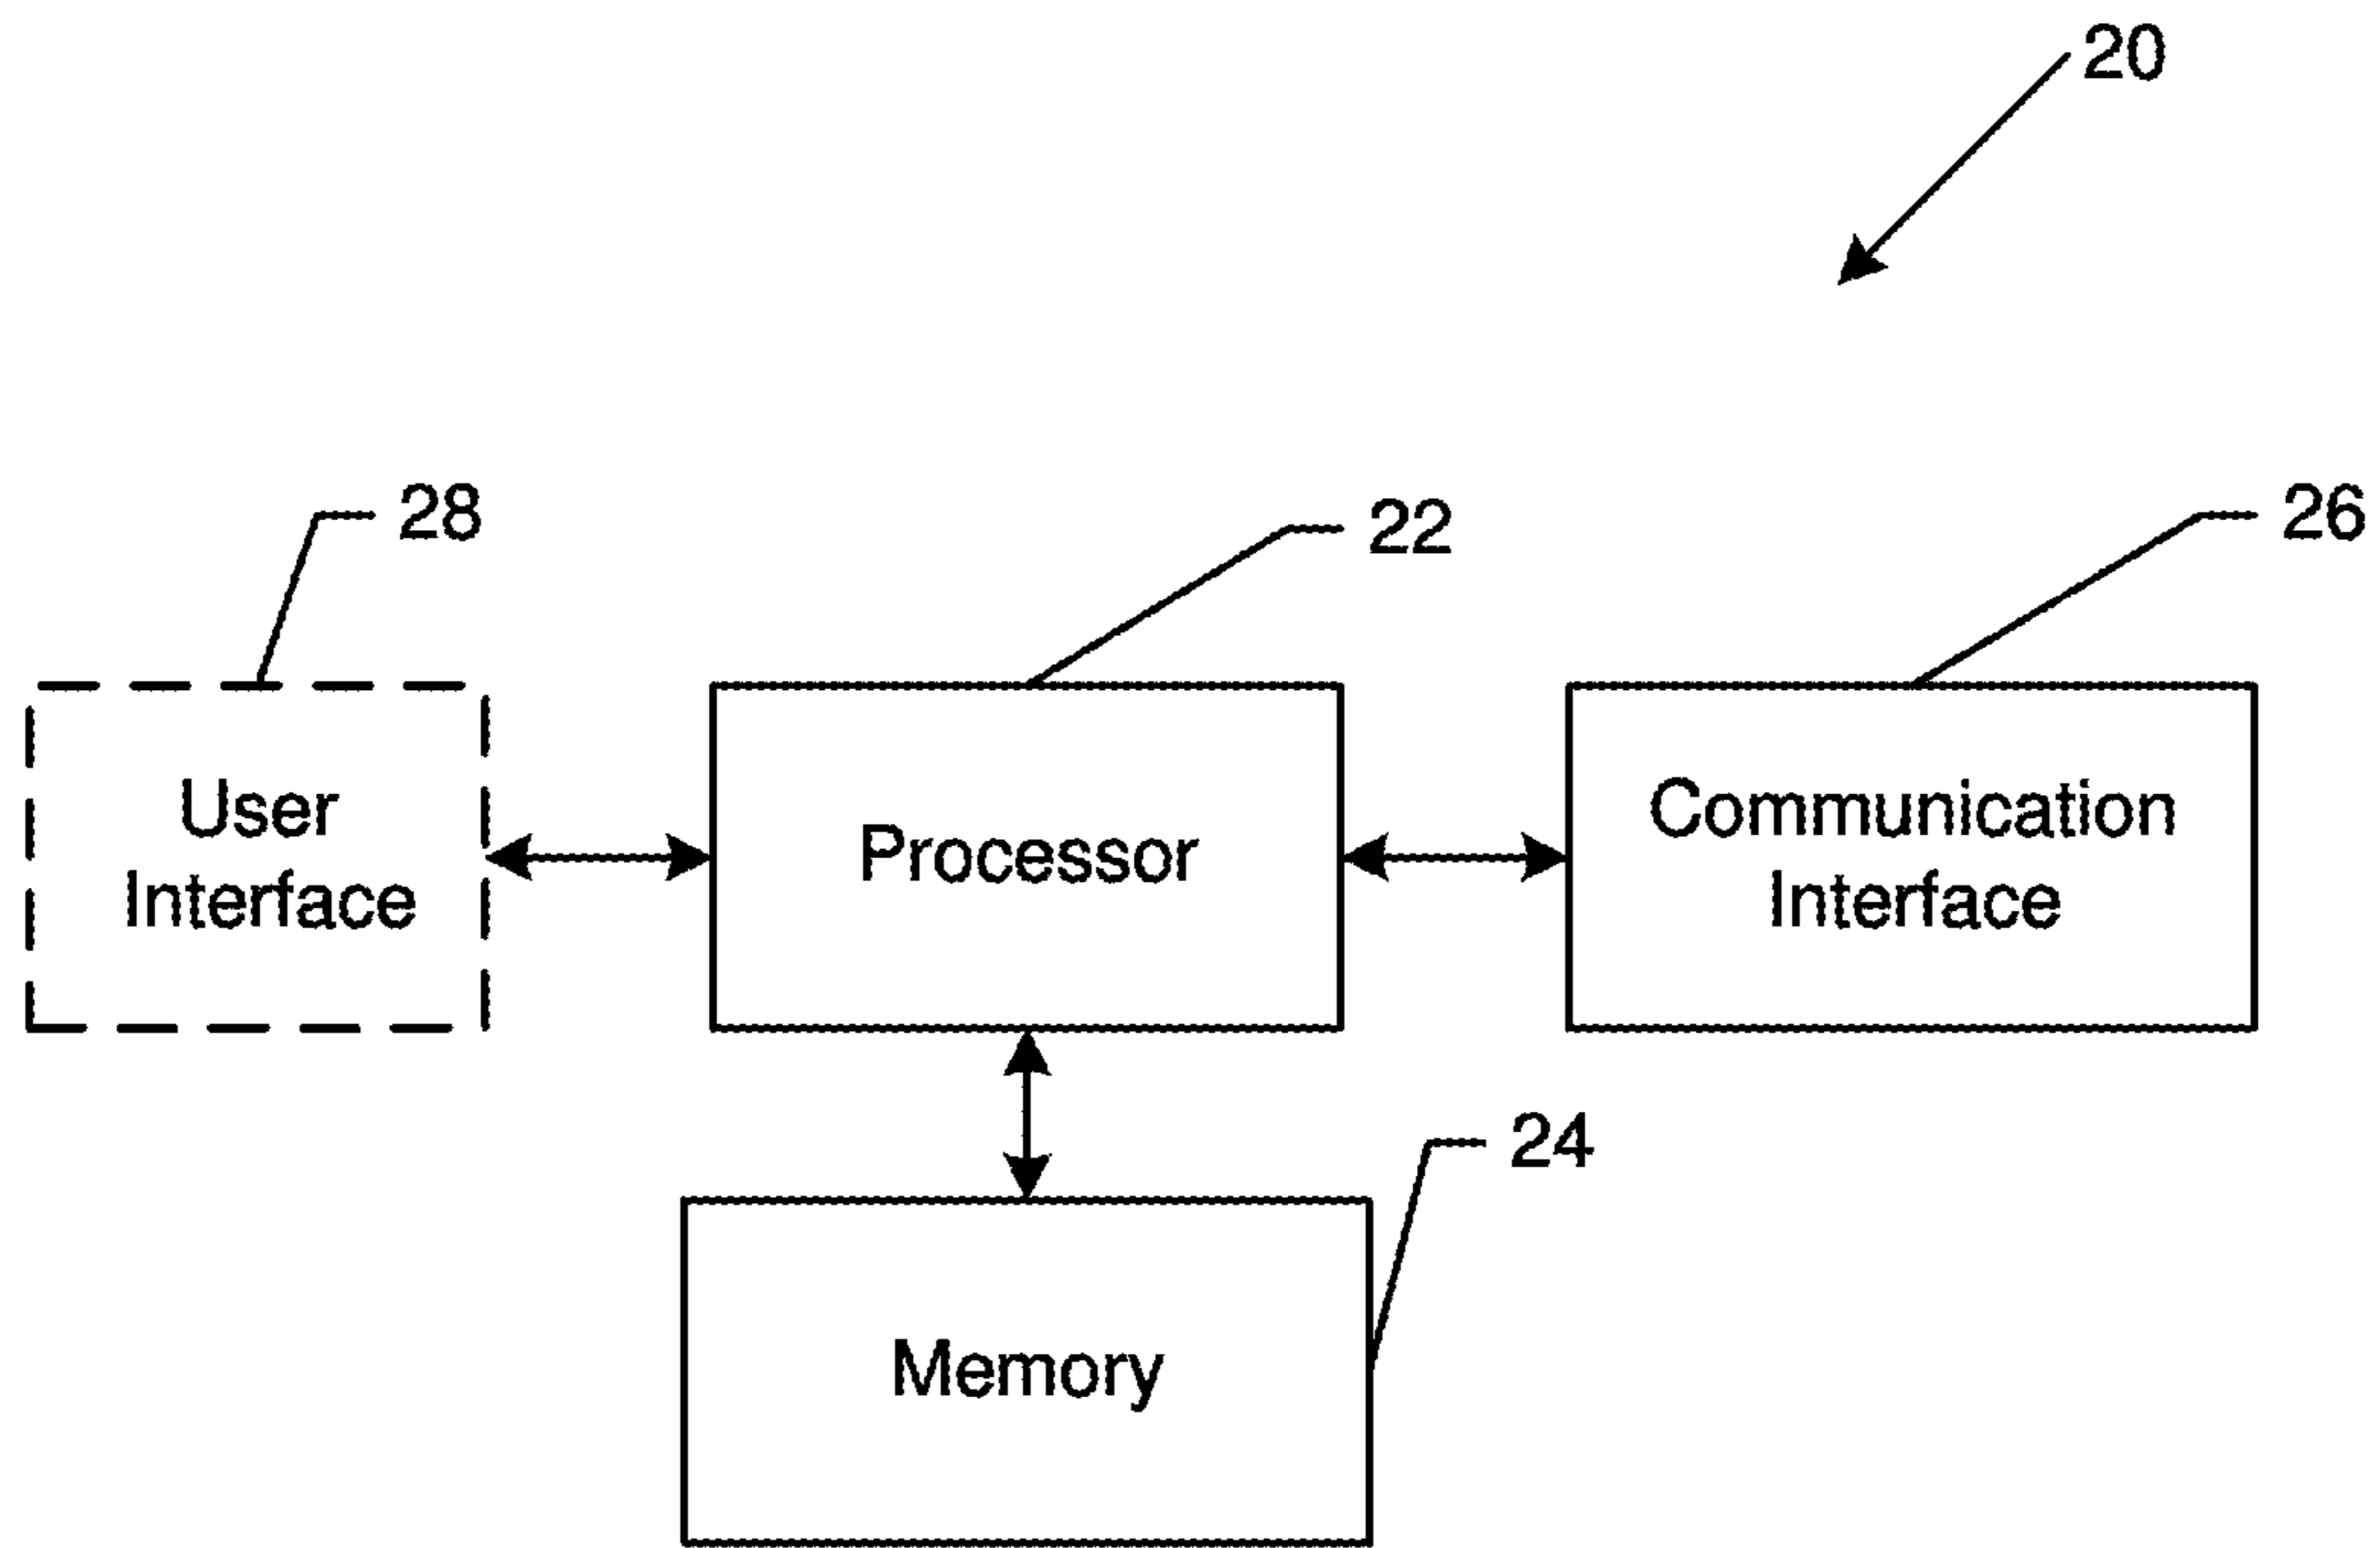 20
28
22
26
User
Interface
Processor
Communication
Interface
24
Memory